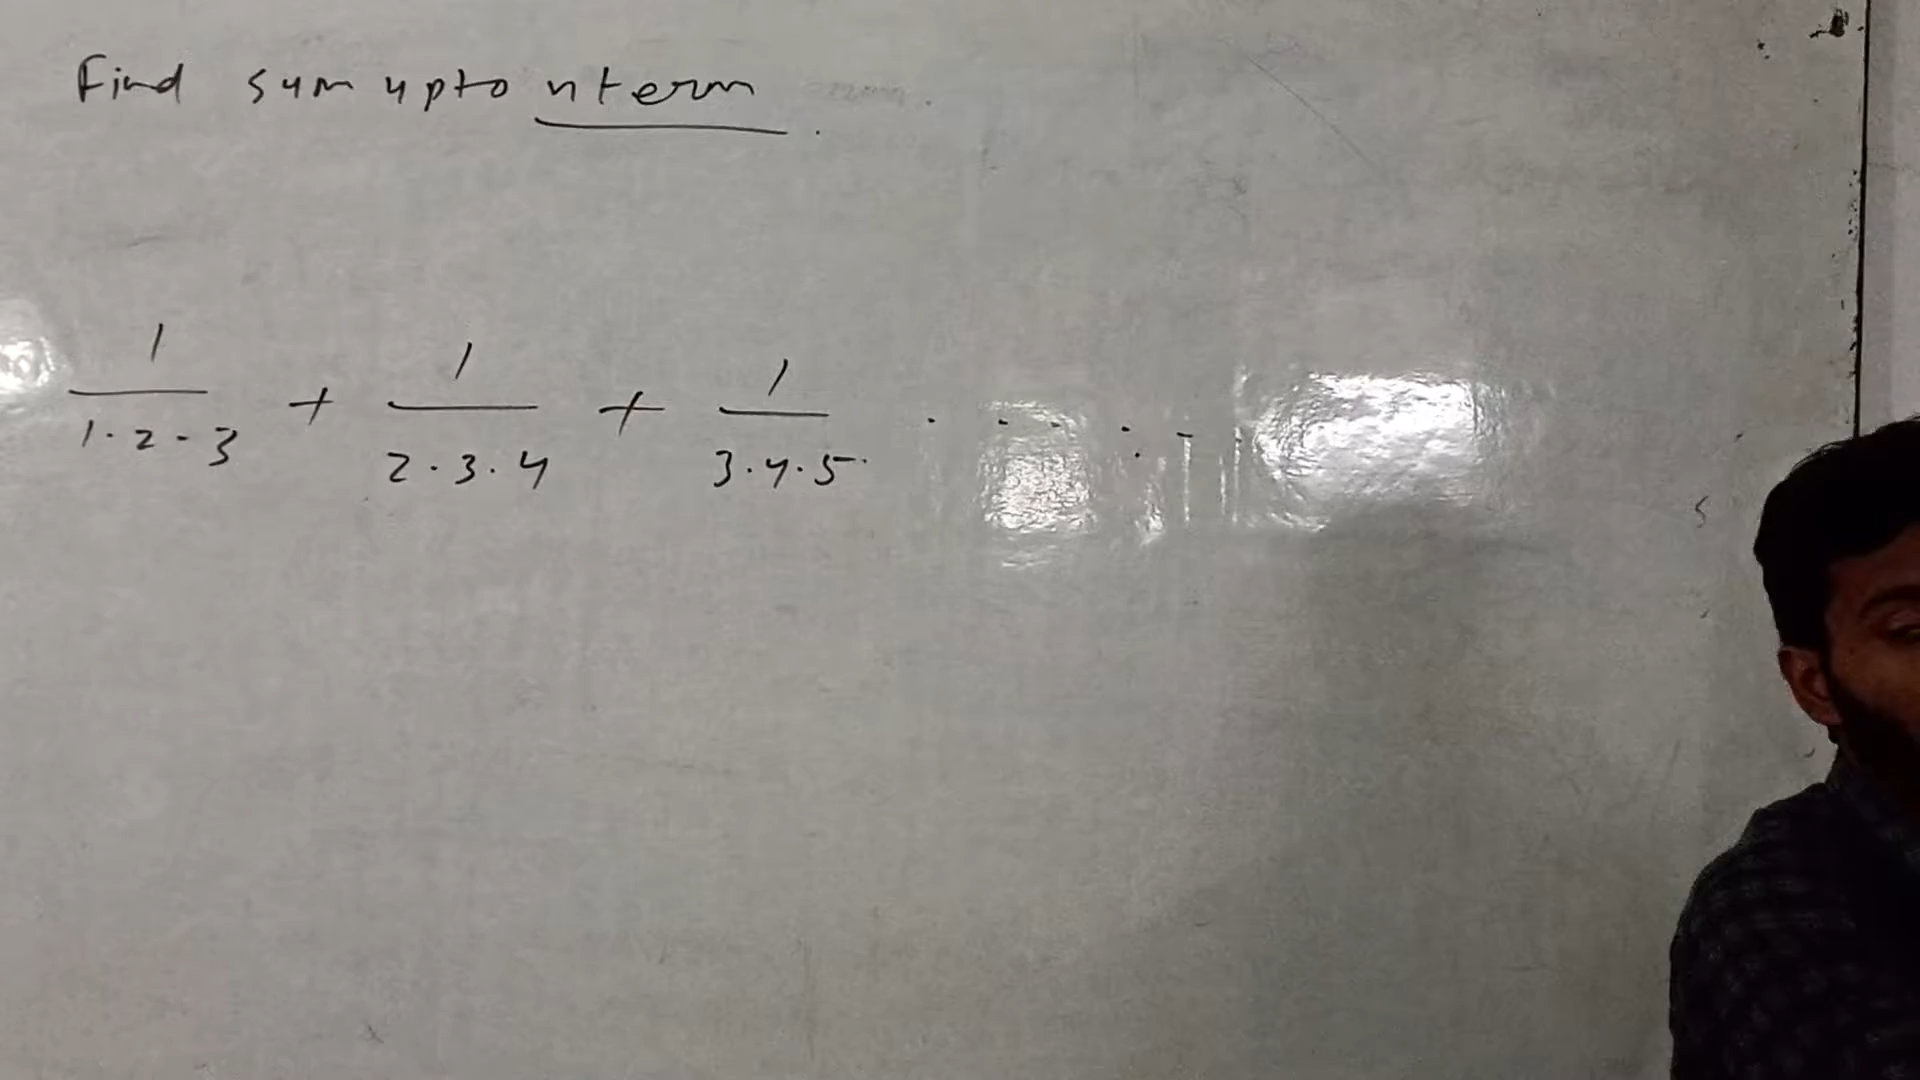 Find sum upto n term.
1/1·2·3 + 1/2·3·4 + 1/3·4·5 . . . . .